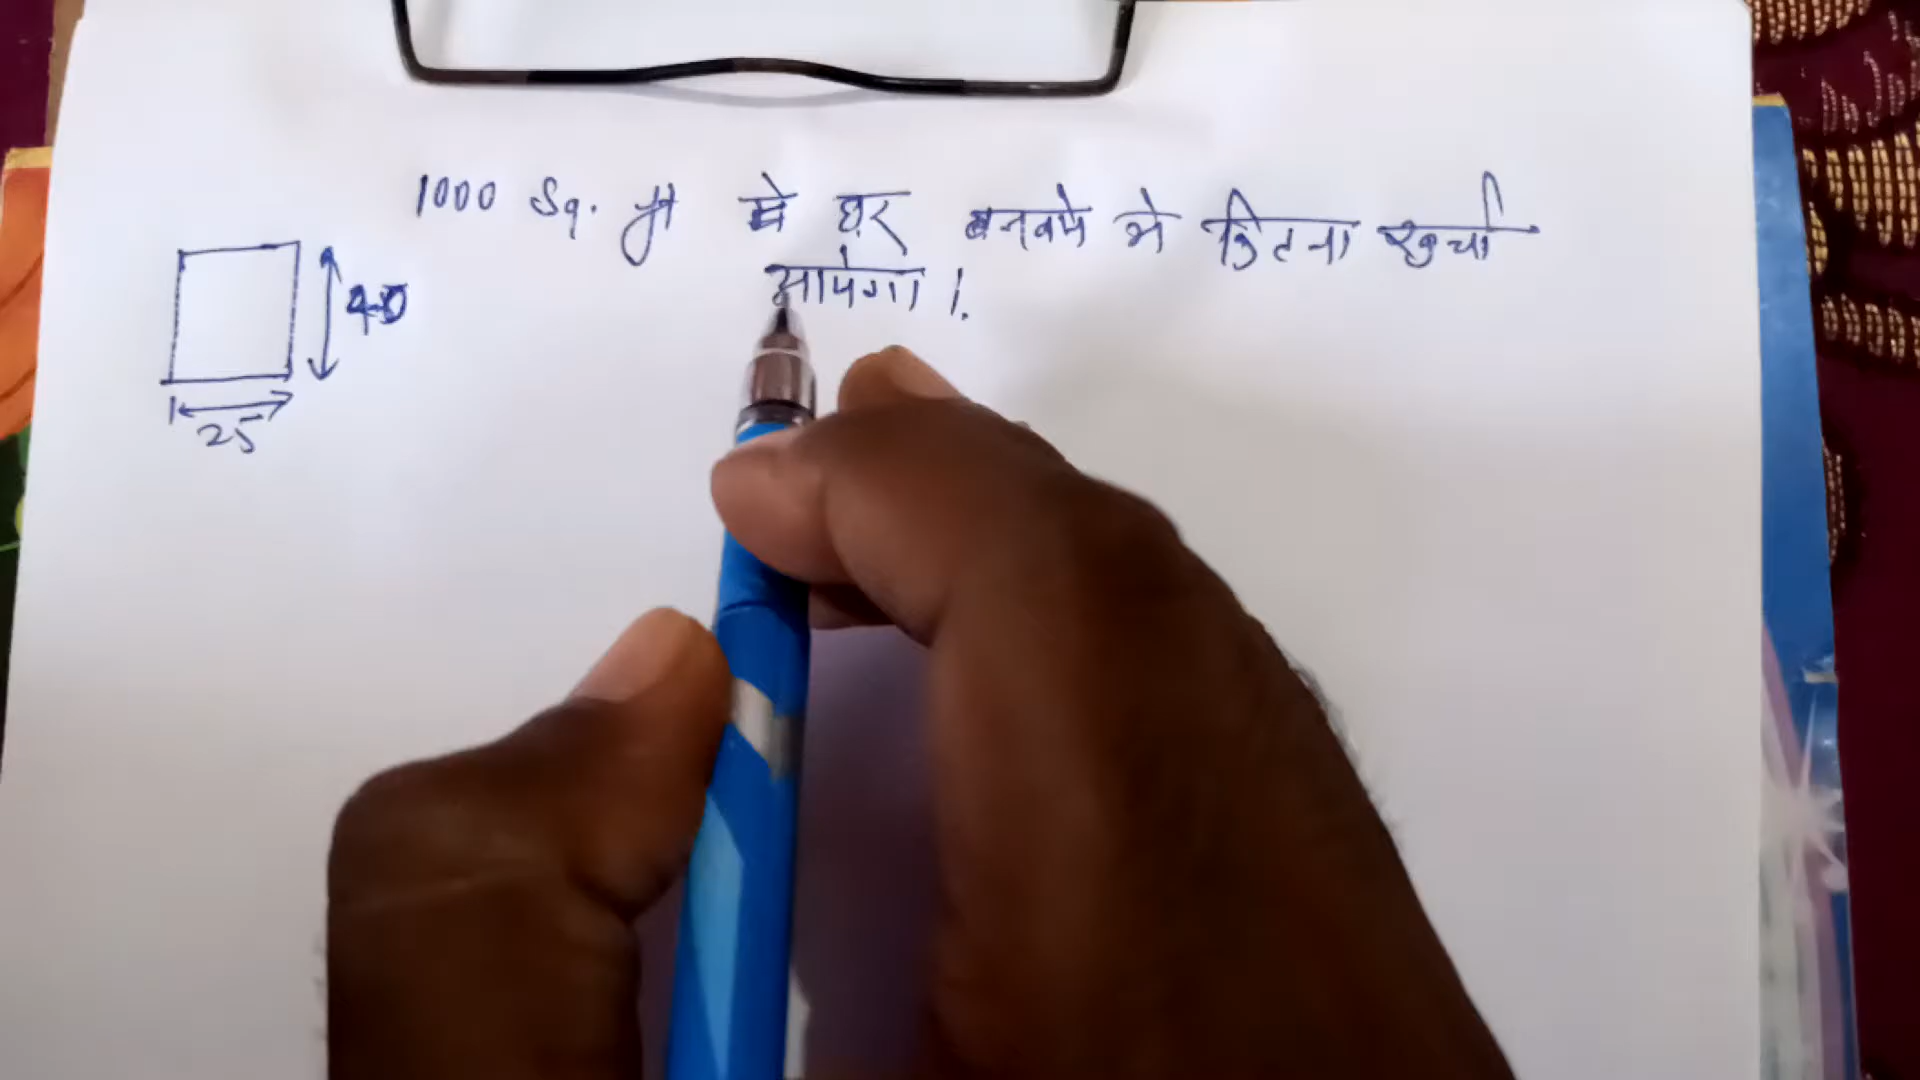 1000 Sq. ft मे घर बनवाने मे कितना खर्चा
आयेगा ।.
40
25